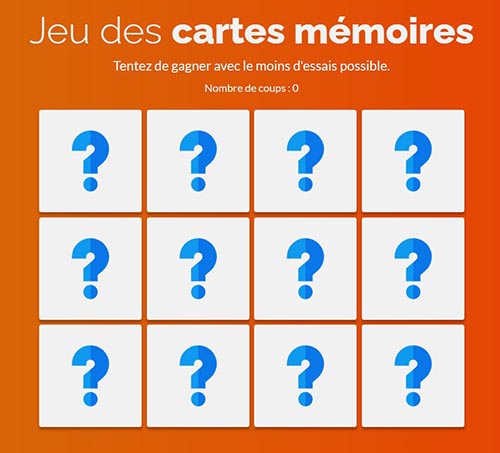 Jeu des cartes mémoires
Tentez de gagner avec le moins d'essais possible.
Nombre de coups : 0
? ? ? ?
? ? ? ?
? ? ? ?